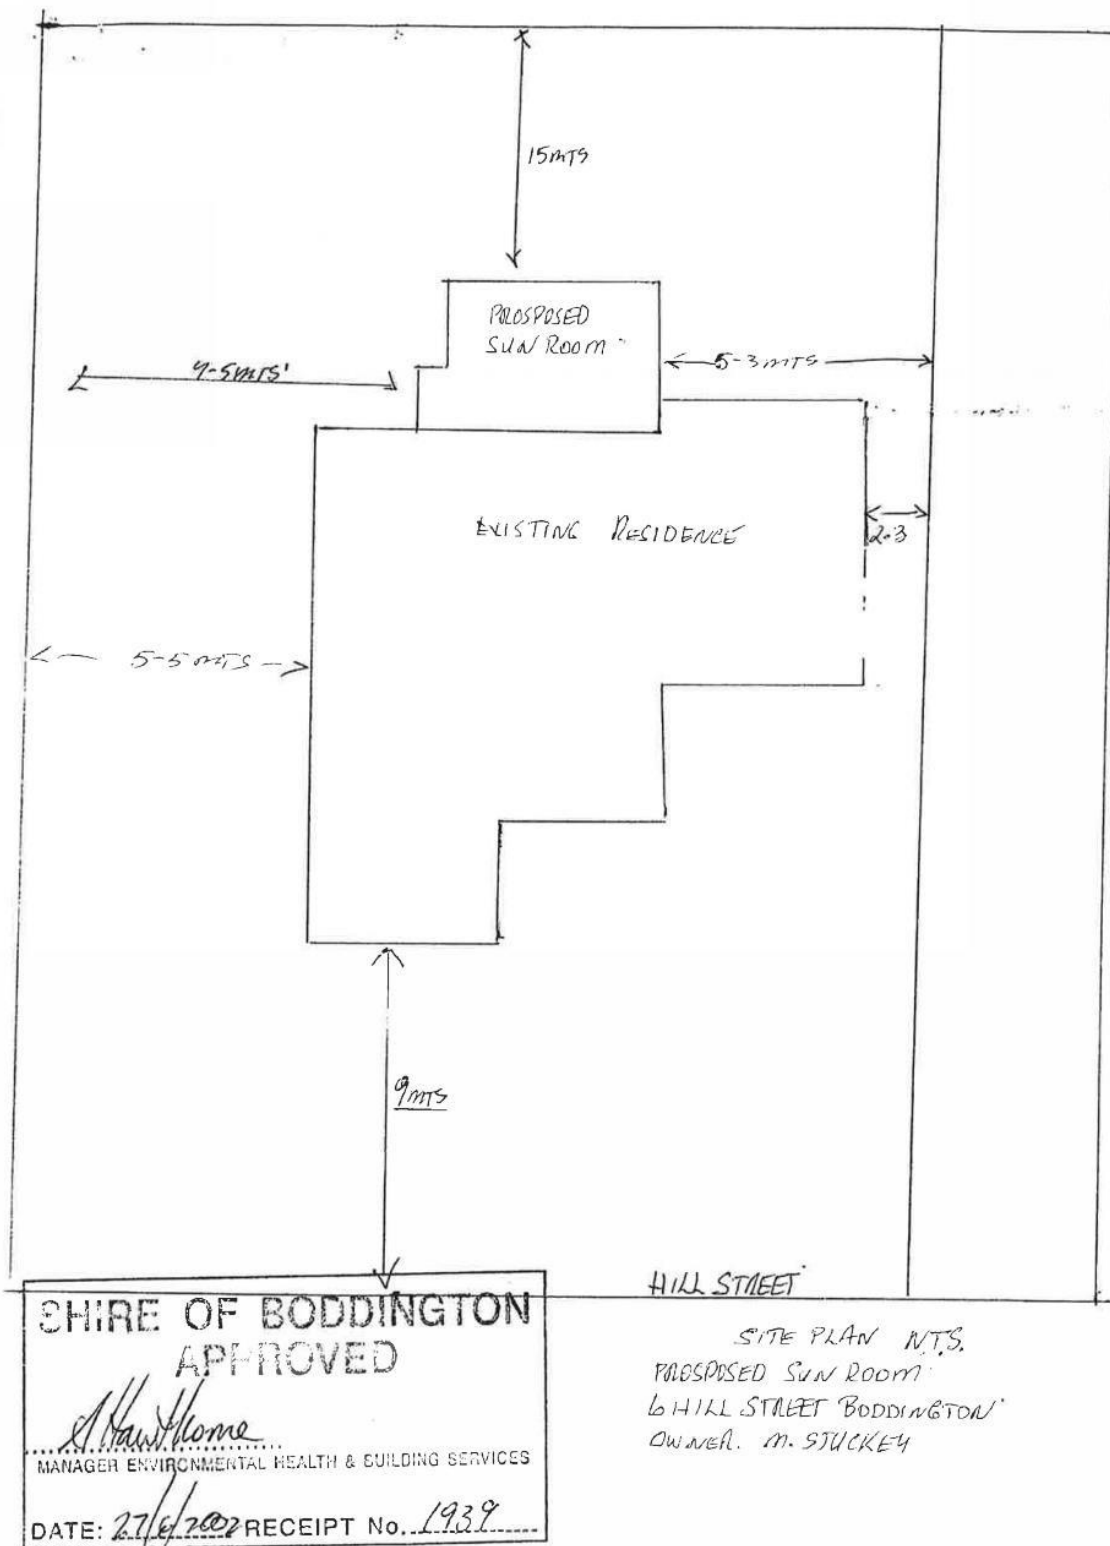 15MTS
PROSPOSED
SUN ROOM
5-3MTS
EXISTING RESIDENCE
2.3
5-5MTS
9MTS
HILL STREET
SHIRE OF BODDINGTON
APPROVED
MANAGER ENVIRONMENTAL HEALTH & BUILDING SERVICES
DATE: 27/6/2002 RECEIPT No. 1939
SITE PLAN N.T.S.
PROSPOSED SUN ROOM
6 HILL STREET BODDINGTON
OWNER. M. STUCKEY